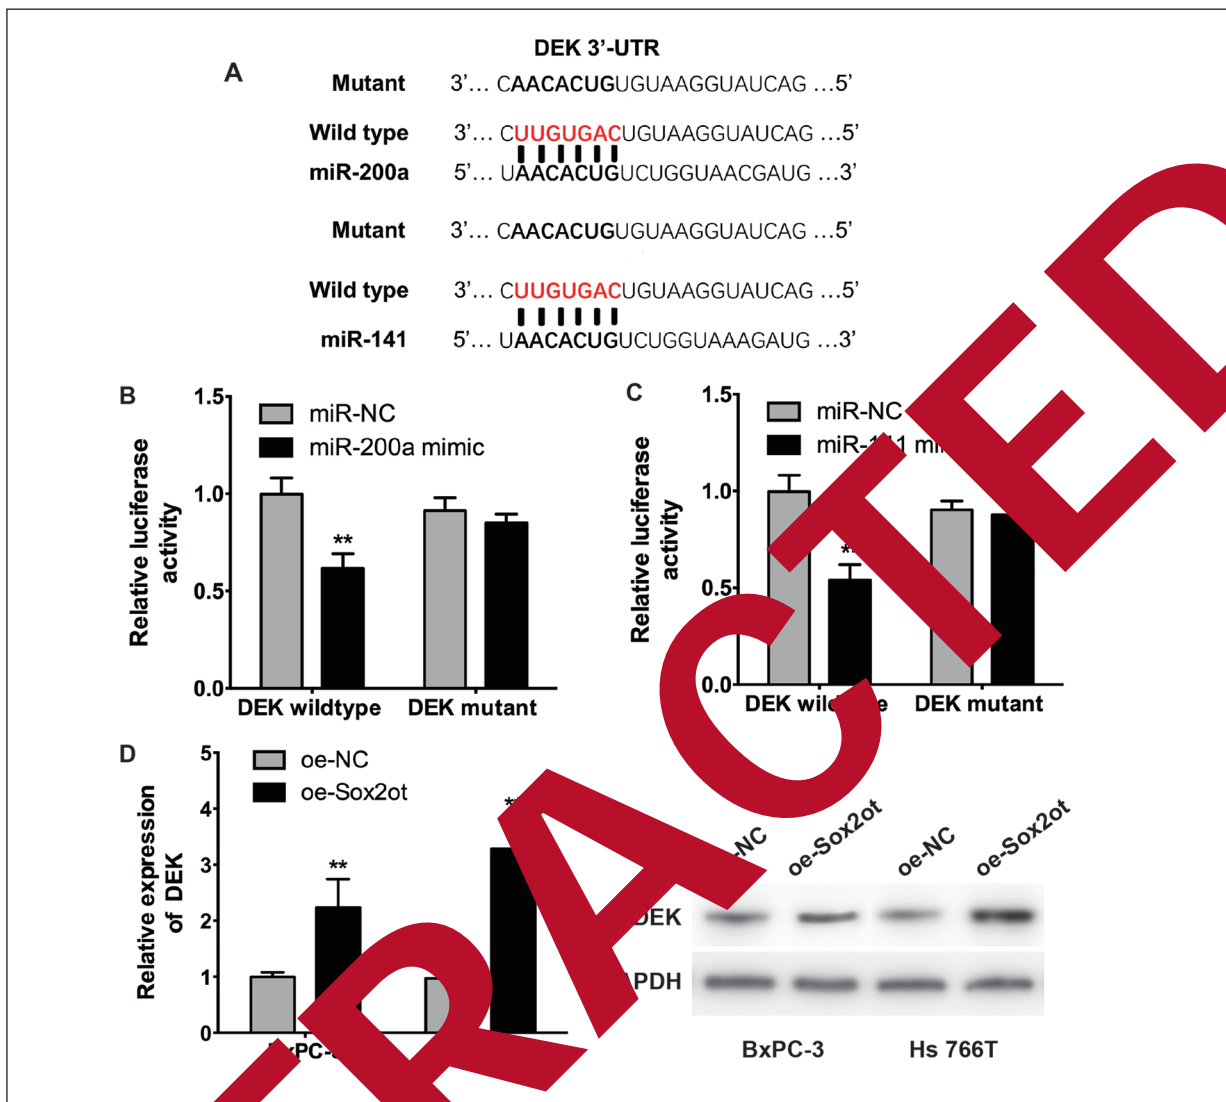 DEK 3’-UTR
A
Mutant 3’... CAACACUGUGUAAGGUAUCAG ...5’
Wild type 3’... CUUGUGACUGUAAGGUAUCAG ...5’
miR-200a 5’... UAACACUGUCUGGUAACGAUG ...3’
Mutant 3’... CAACACUGUGUAAGGUAUCAG ...5’
Wild type 3’... CUUGUGACUGUAAGGUAUCAG ...5’
miR-141 5’... UAACACUGUCUGGUAAAGAUG ...3’
B
Relative luciferase
activity
1.5
1.0
0.5
0.0
miR-NC
miR-200a mimic
**
DEK wildtype DEK mutant
C
Relative luciferase
activity
1.5
1.0
0.5
0.0
miR-NC
DEK
DEK mutant
D
Relative expression
of DEK
5
4
3
2
1
0
oe-NC
oe-Sox2ot
**
oe-Sox2ot oe-NC oe-Sox2ot
DEK
BxPC-3 Hs 766T
RACTED